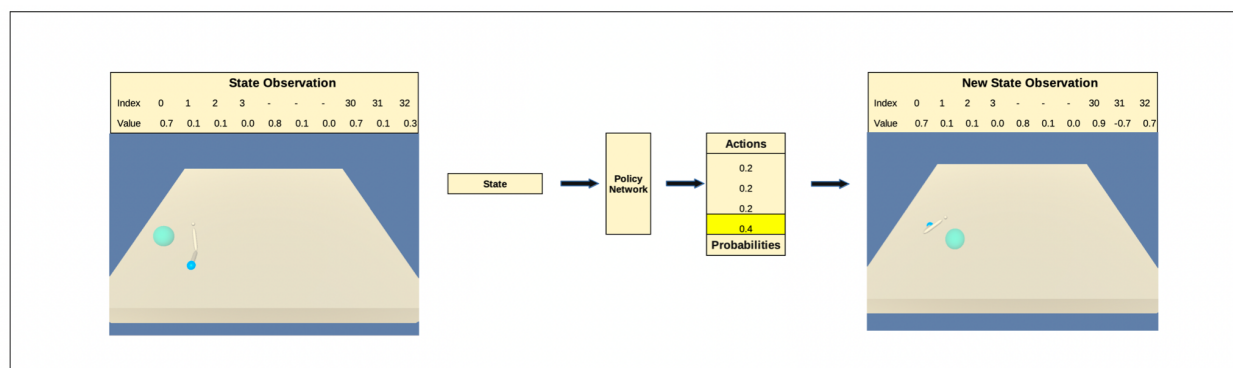 State Observation
Index 0 1 2 3 - - - 30 31 32
Value 0.7 0.1 0.1 0.0 0.8 0.1 0.0 0.7 0.1 0.3
State
Policy
Network
Actions
0.2
0.2
0.2
0.4
Probabilities
New State Observation
Index 0 1 2 3 - - - 30 31 32
Value 0.7 0.1 0.1 0.0 0.8 0.1 0.0 0.9 -0.7 0.7